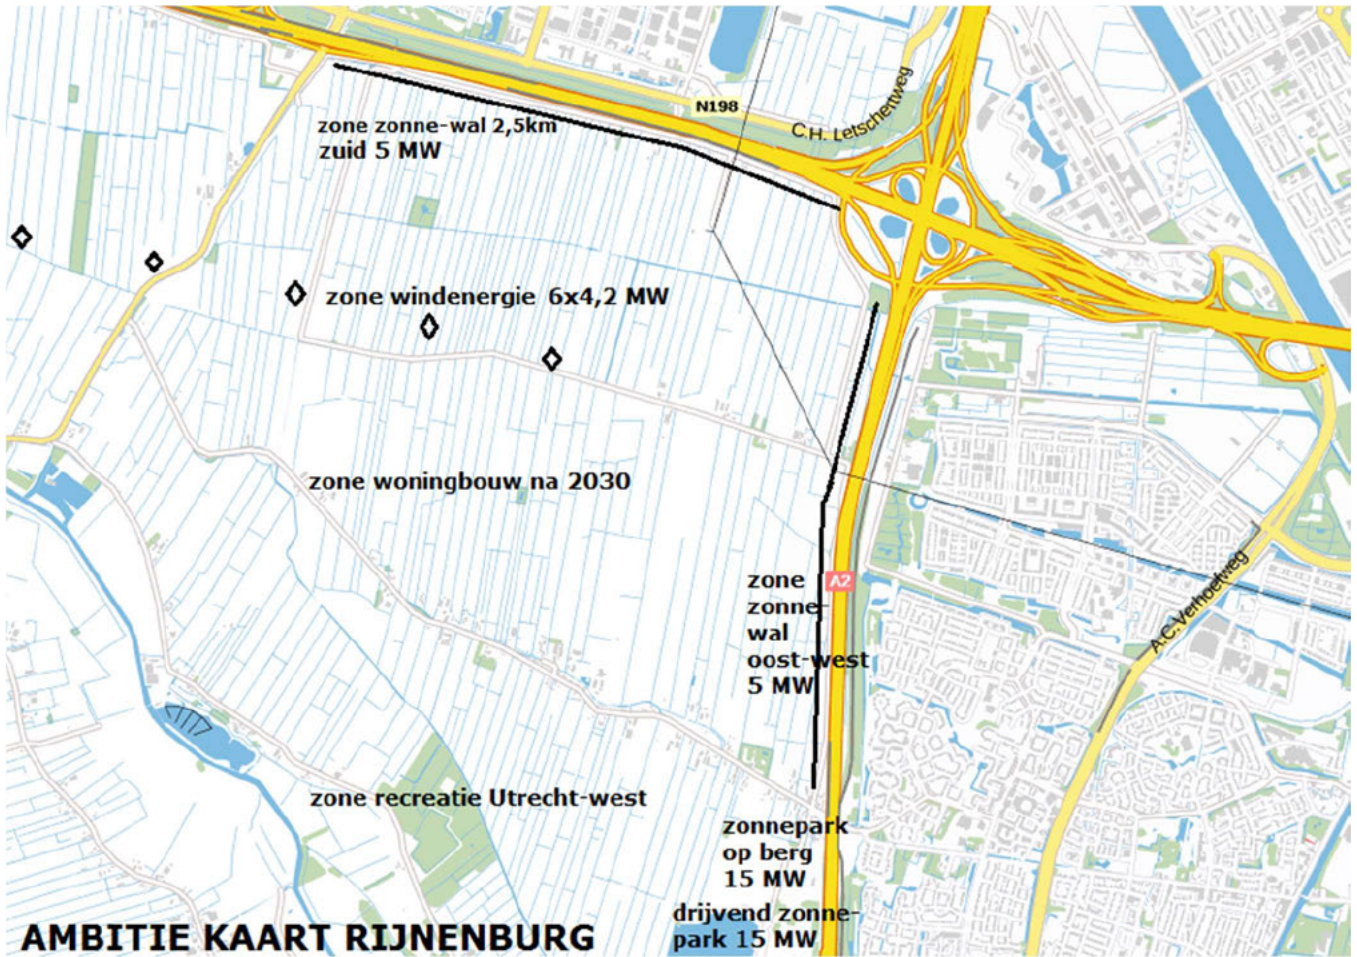 N198
C.H. Letschertweg
zone zonne-wal 2,5km
zuid 5 MW
zone windenergie 6x4,2 MW
zone woningbouw na 2030
zone
zonne-
wal
oost-west
5 MW
A2
A.C. Verhoefweg
zone recreatie Utrecht-west
zonnepark
op berg
15 MW
drijvend zonne-
park 15 MW
AMBITIE KAART RIJNENBURG